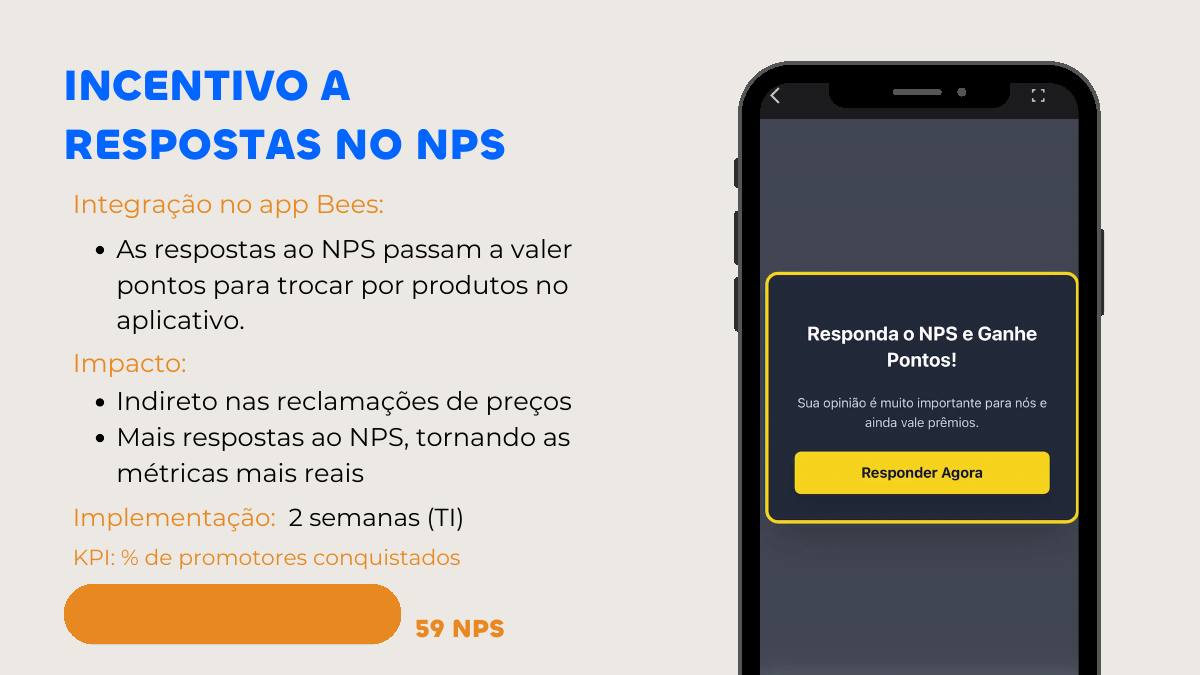 INCENTIVO A
RESPOSTAS NO NPS
Integração no app Bees:
• As respostas ao NPS passam a valer
pontos para trocar por produtos no
aplicativo.
Impacto:
• Indireto nas reclamações de preços
• Mais respostas ao NPS, tornando as
métricas mais reais
Implementação: 2 semanas (TI)
KPI: % de promotores conquistados
59 NPS
Responda o NPS e Ganhe
Pontos!
Sua opinião é muito importante para nós e
ainda vale prêmios.
Responder Agora